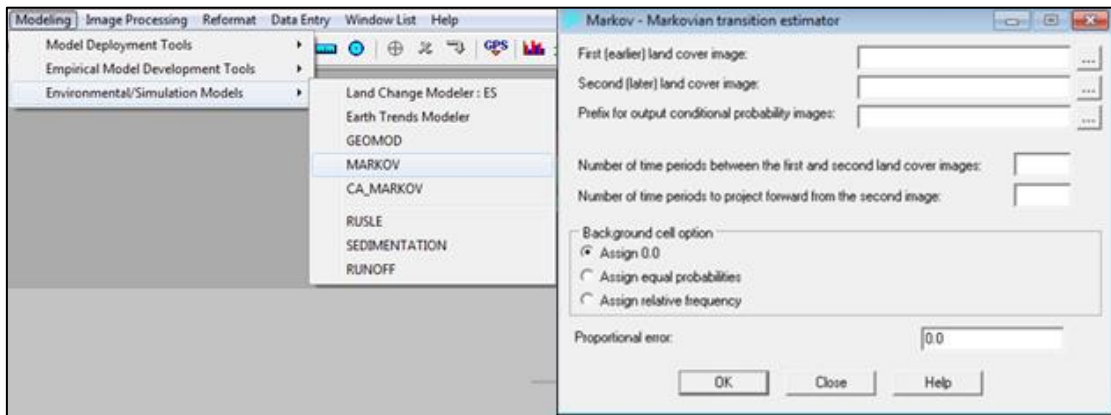 Modeling Image Processing Reformat Data Entry Window List Help
Model Deployment Tools
Empirical Model Development Tools
Environmental/Simulation Models
GPS
Land Change Modeler : ES
Earth Trends Modeler
GEOMOD
MARKOV
CA_MARKOV
RUSLE
SEDIMENTATION
RUNOFF
Markov - Markovian transition estimator
First (earlier) land cover image:
...
Second (later) land cover image:
...
Prefix for output conditional probability images:
...
Number of time periods between the first and second land cover images:
Number of time periods to project forward from the second image:
Background cell option
Assign 0.0
Assign equal probabilities
Assign relative frequency
Proportional error: 0.0
OK Close Help